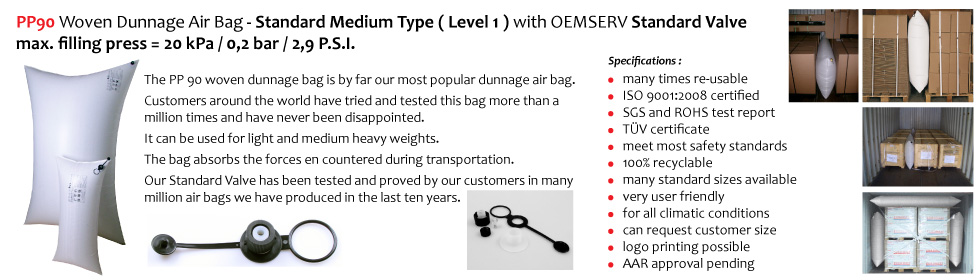 PP90 Woven Dunnage Air Bag - Standard Medium Type ( Level 1 ) with OEMSERV Standard Valve
max. filling press = 20 kPa / 0,2 bar / 2,9 P.S.I.
The PP 90 woven dunnage bag is by far our most popular dunnage air bag.
Customers around the world have tried and tested this bag more than a
million times and have never been disappointed.
It can be used for light and medium heavy weights.
The bag absorbs the forces en countered during transportation.
Our Standard Valve has been tested and proved by our customers in many
million air bags we have produced in the last ten years.
Specifications :
• many times re-usable
• ISO 9001:2008 certified
• SGS and ROHS test report
• TÜV certificate
• meet most safety standards
• 100% recyclable
• many standard sizes available
• very user friendly
• for all climatic conditions
• can request customer size
• logo printing possible
• AAR approval pending